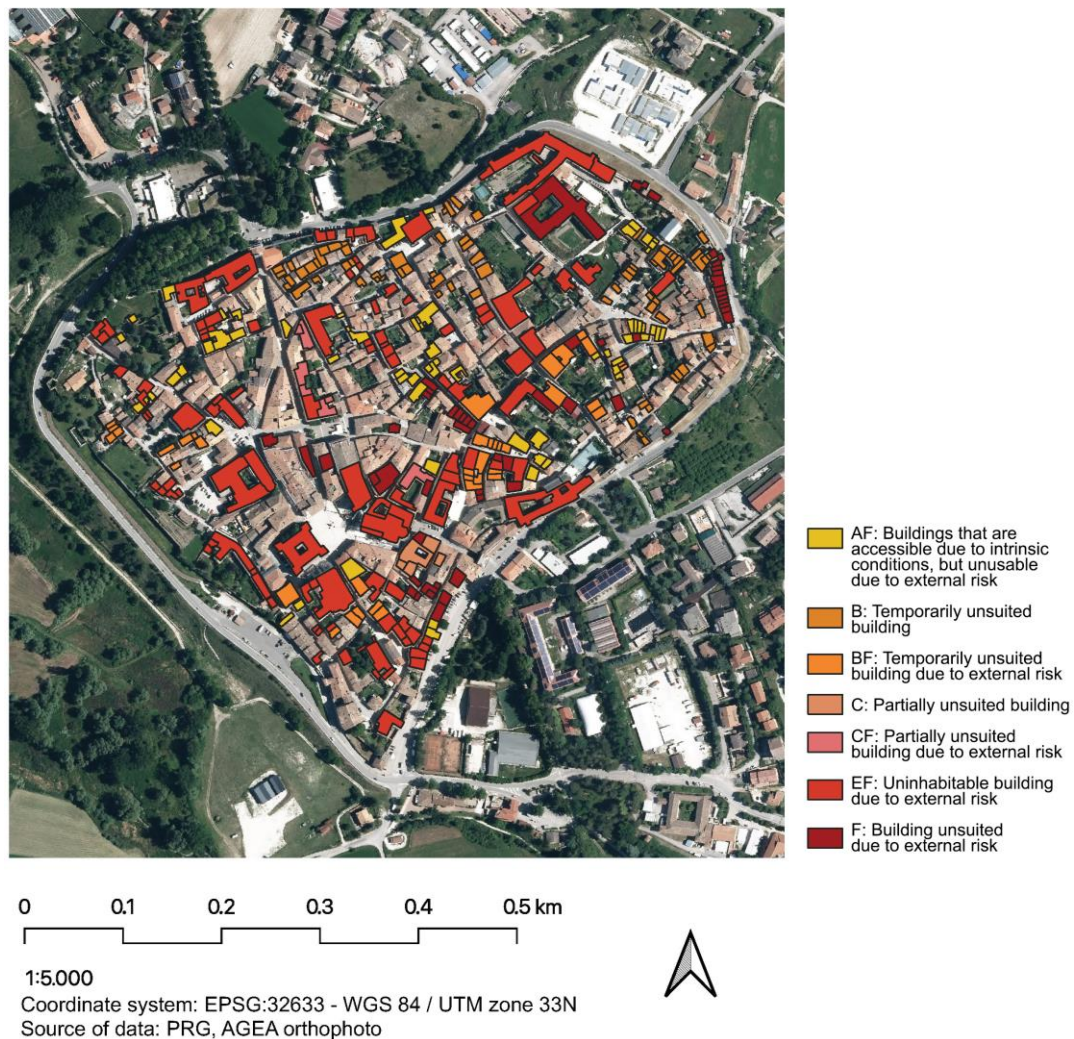 AF: Buildings that are
accessible due to intrinsic
conditions, but unusable
due to external risk
B: Temporarily unsuited
building
BF: Temporarily unsuited
building due to external risk
C: Partially unsuited building
CF: Partially unsuited
building due to external risk
EF: Uninhabitable building
due to external risk
F: Building unsuited
due to external risk
0 0.1 0.2 0.3 0.4 0.5 km
1:5.000
Coordinate system: EPSG:32633 - WGS 84 / UTM zone 33N
Source of data: PRG, AGEA orthophoto